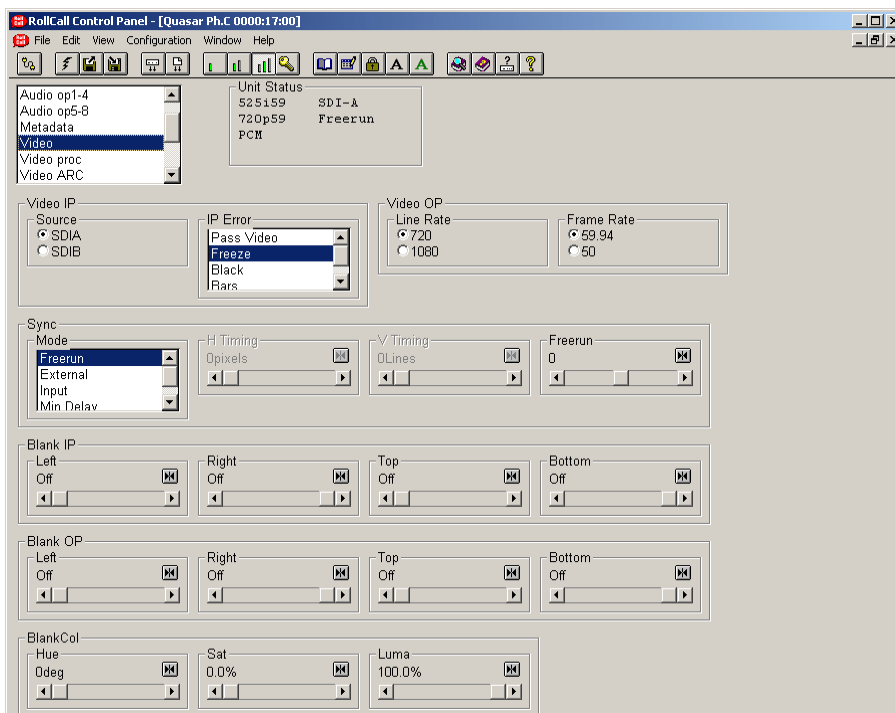 RollCall Control Panel - [Quasar Ph.C 0000:17:00]
File Edit View Configuration Window Help
Audio op1-4
Audio op5-8
Metadata
Video
Video proc
Video ARC
Unit Status
525i59 SDI-A
720p59 Freerun
PCM
Video IP
Source
SDIA
SDIB
IP Error
Pass Video
Freeze
Black
Bars
Video OP
Line Rate
720
1080
Frame Rate
59.94
50
Sync
Mode
Freerun
External
Input
Min Delay
H Timing
0pixels
V Timing
0Lines
Freerun
0
Blank IP
Left
Off
Right
Off
Top
Off
Bottom
Off
Blank OP
Left
Off
Right
Off
Top
Off
Bottom
Off
BlankCol
Hue
0deg
Sat
0.0%
Luma
100.0%